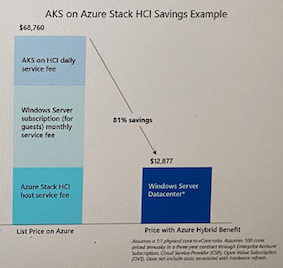 AKS on Azure Stack HCI Savings Example
$68,760
AKS on HCI daily
service fee
Windows Server
subscription (for
guests) monthly
service fee
81% savings
$12,877
Azure Stack HCI
host service fee
Windows Server
Datacenter*
List Price on Azure
Price with Azure Hybrid Benefit
Assumes a 1:1 physical core to vCore ratio. Assumes 100 cores
priced annually in a three year contract through Enterprise Account
Subscription, Cloud Service Provider (CSP), Open Value Subscription
(OVS). Does not include costs associated with hardware refresh.